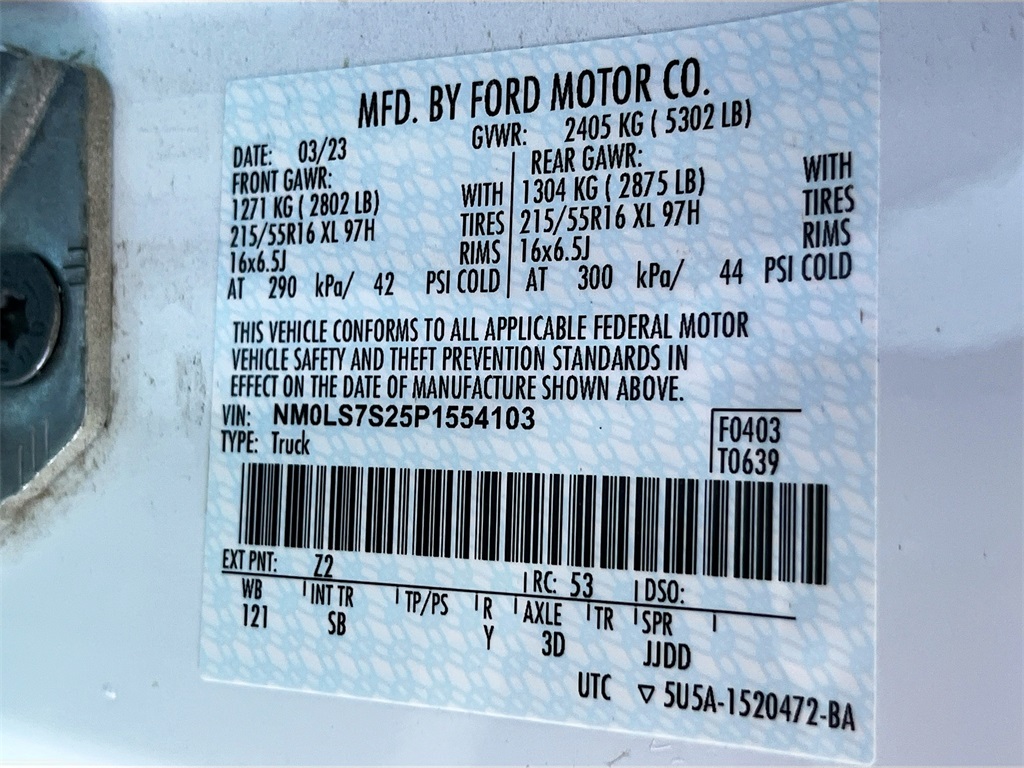 MFD. BY FORD MOTOR CO.
DATE: 03/23 GVWR: 2405 KG ( 5302 LB)
FRONT GAWR: REAR GAWR:
1271 KG ( 2802 LB) WITH 1304 KG ( 2875 LB) WITH
215/55R16 XL 97H TIRES 215/55R16 XL 97H TIRES
16x6.5J RIMS 16x6.5J RIMS
AT 290 kPa/ 42 PSI COLD AT 300 kPa/ 44 PSI COLD
THIS VEHICLE CONFORMS TO ALL APPLICABLE FEDERAL MOTOR
VEHICLE SAFETY AND THEFT PREVENTION STANDARDS IN
EFFECT ON THE DATE OF MANUFACTURE SHOWN ABOVE.
VIN: NM0LS7S25P1554103 F0403
TYPE: Truck T0639
EXT PNT: Z2 RC: 53 DSO:
WB INT TR TP/PS R AXLE TR SPR
121 SB Y 3D JJDD
UTC ▽ 5U5A-1520472-BA